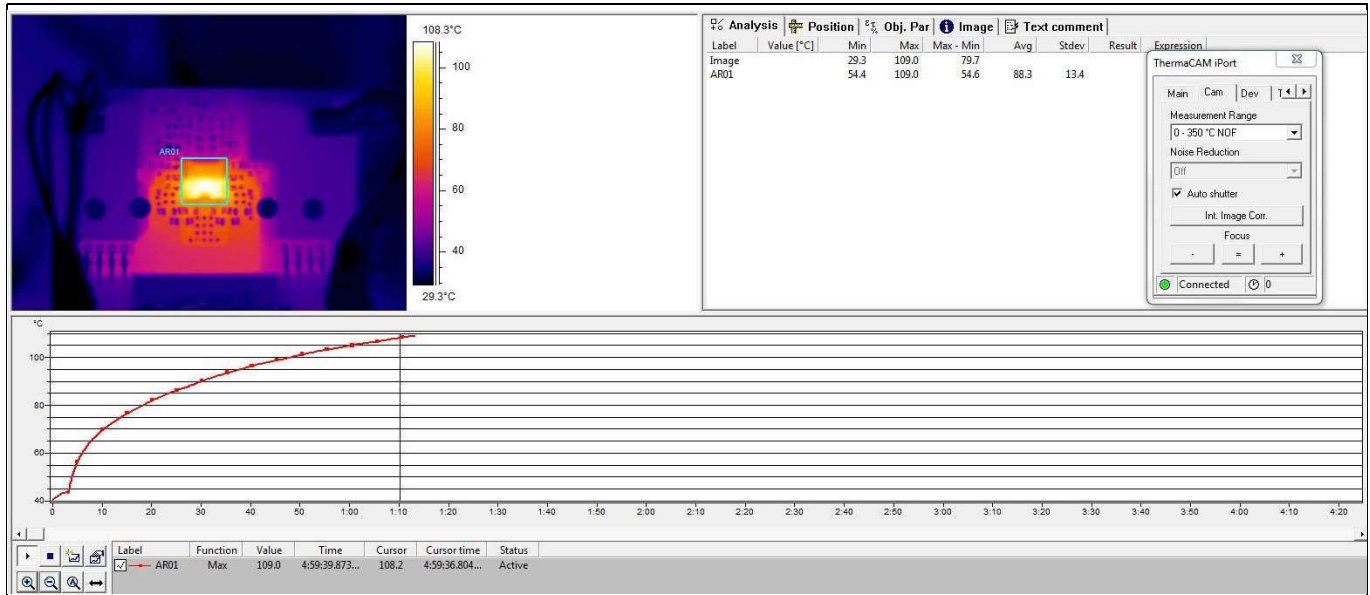 108.3°C
100
80
60
40
29.3°C
AR01
Analysis Position Obj. Par Image Text comment
Label Value [°C] Min Max Max - Min Avg Stdev Result Expression
Image 29.3 109.0 79.7
AR01 54.4 109.0 54.6 88.3 13.4
ThermaCAM iPort
Main Cam Dev
Measurement Range
0 - 350 °C NOF
Noise Reduction
Off
Auto shutter
Int. Image Corr.
Focus
- = +
Connected 0
°C
100
80
60
40
0 10 20 30 40 50 1:00 1:10 1:20 1:30 1:40 1:50 2:00 2:10 2:20 2:30 2:40 2:50 3:00 3:10 3:20 3:30 3:40 3:50 4:00 4:10 4:20
Label Function Value Time Cursor Cursor time Status
AR01 Max 109.0 4:59:39.873... 108.2 4:59:36.804... Active